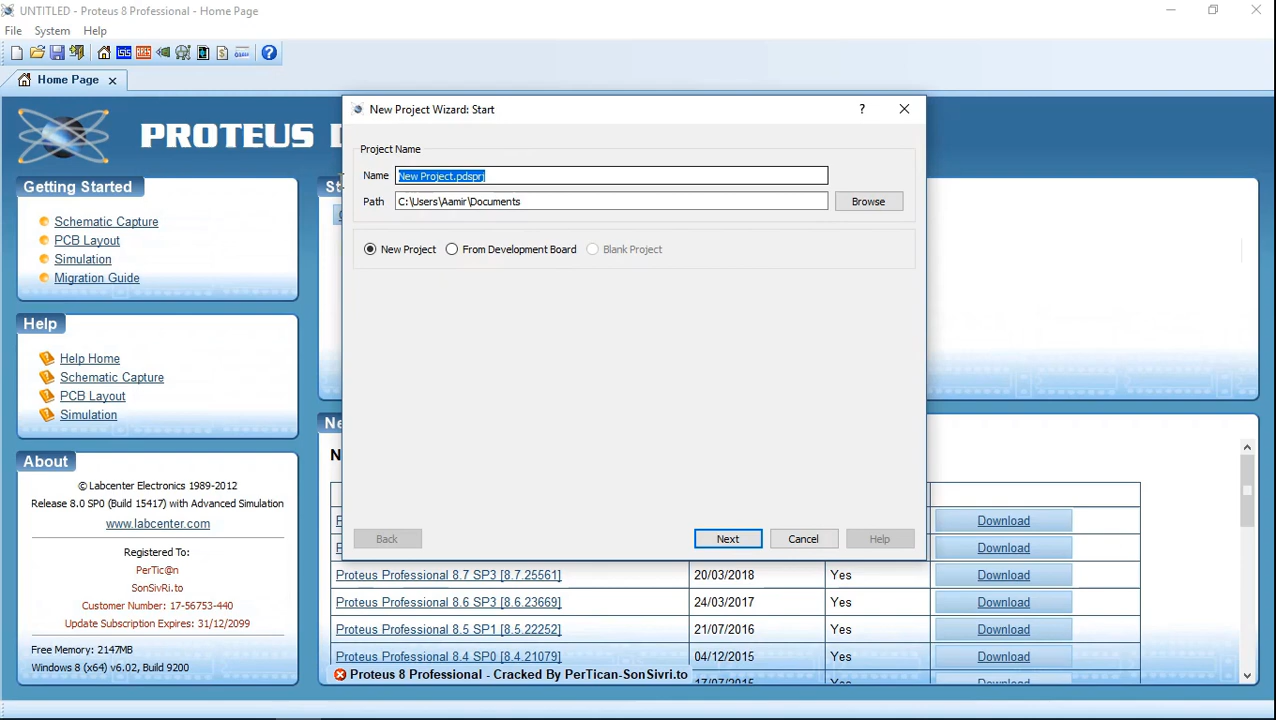 UNTITLED - Proteus 8 Professional - Home Page
File System Help
Home Page
PROTEUS D
New Project Wizard: Start
Project Name
Name New Project.pdsprj
Path C:\Users\Aamir\Documents Browse
New Project From Development Board Blank Project
Back Next Cancel Help
Getting Started
Schematic Capture
PCB Layout
Simulation
Migration Guide
Help
Help Home
Schematic Capture
PCB Layout
Simulation
About
© Labcenter Electronics 1989-2012
Release 8.0 SP0 (Build 15417) with Advanced Simulation
www.labcenter.com
Registered To:
PerTic@n
SonSivRi.to
Customer Number: 17-56753-440
Update Subscription Expires: 31/12/2099
Free Memory: 2147MB
Windows 8 (x64) v6.02, Build 9200
St
Ne
N
P Download
P Download
Proteus Professional 8.7 SP3 [8.7.25561] 20/03/2018 Yes Download
Proteus Professional 8.6 SP3 [8.6.23669] 24/03/2017 Yes Download
Proteus Professional 8.5 SP1 [8.5.22252] 21/07/2016 Yes Download
Proteus Professional 8.4 SP0 [8.4.21079] 04/12/2015 Yes Download
17/07/2015 Yes Download
Proteus 8 Professional - Cracked By PerTican-SonSivri.to